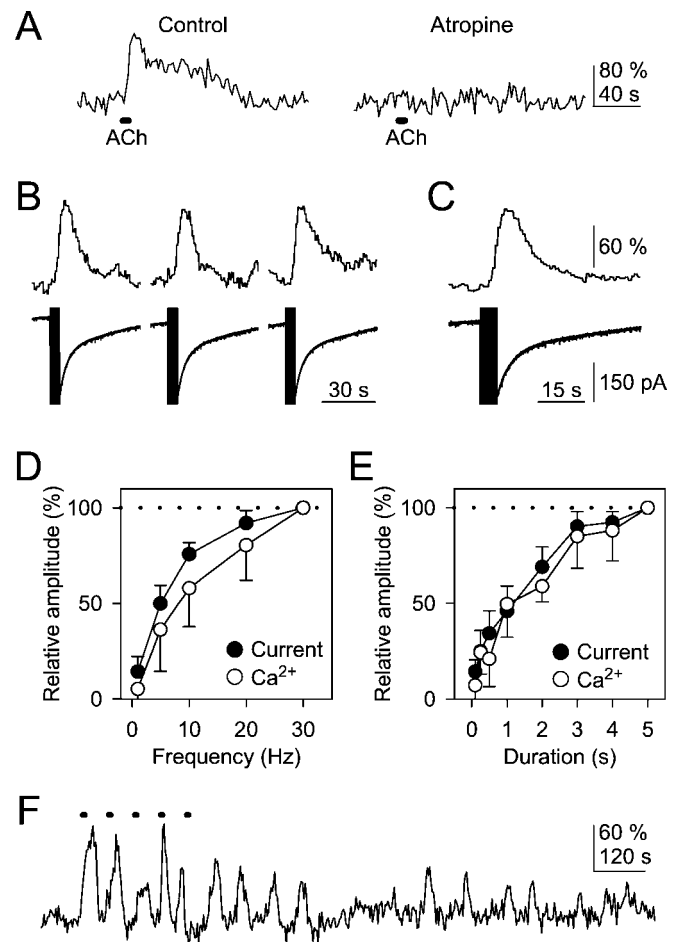 A
Control
Atropine
80 %
40 s
ACh
ACh
B
C
60 %
30 s
15 s
150 pA
D
E
Relative amplitude (%)
100
50
0
Current
Ca²⁺
0 10 20 30
Frequency (Hz)
Relative amplitude (%)
100
50
0
Current
Ca²⁺
0 1 2 3 4 5
Duration (s)
F
60 %
120 s